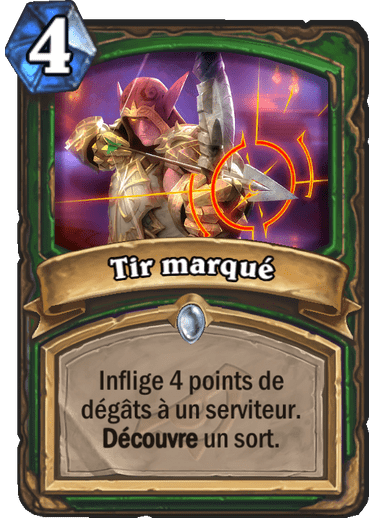 4
Tir marqué
Inflige 4 points de
dégâts à un serviteur.
Découvre un sort.